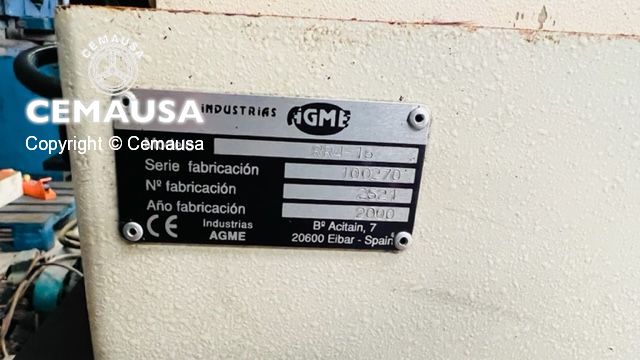 CEMAUSA
CEMAUSA
Copyright © Cemausa
INDUSTRIAS AGME
Modelo
Serie fabricación 100270
Nº fabricación 2521
Año fabricación 2000
CE Industrias Bº Acitain, 7
AGME 20600 Eibar - Spain